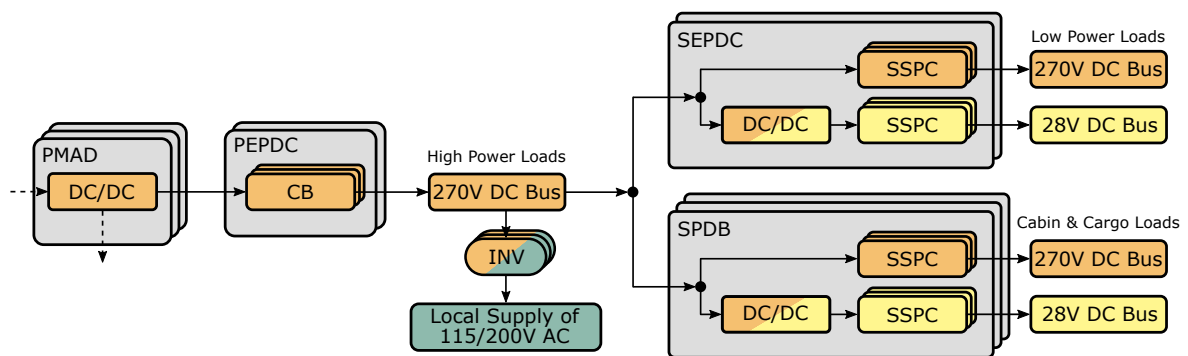 PMAD
DC/DC
PEPDC
CB
High Power Loads
270V DC Bus
INV
Local Supply of
115/200V AC
SEPDC
SSPC
DC/DC
SSPC
Low Power Loads
270V DC Bus
28V DC Bus
SPDB
SSPC
DC/DC
SSPC
Cabin & Cargo Loads
270V DC Bus
28V DC Bus